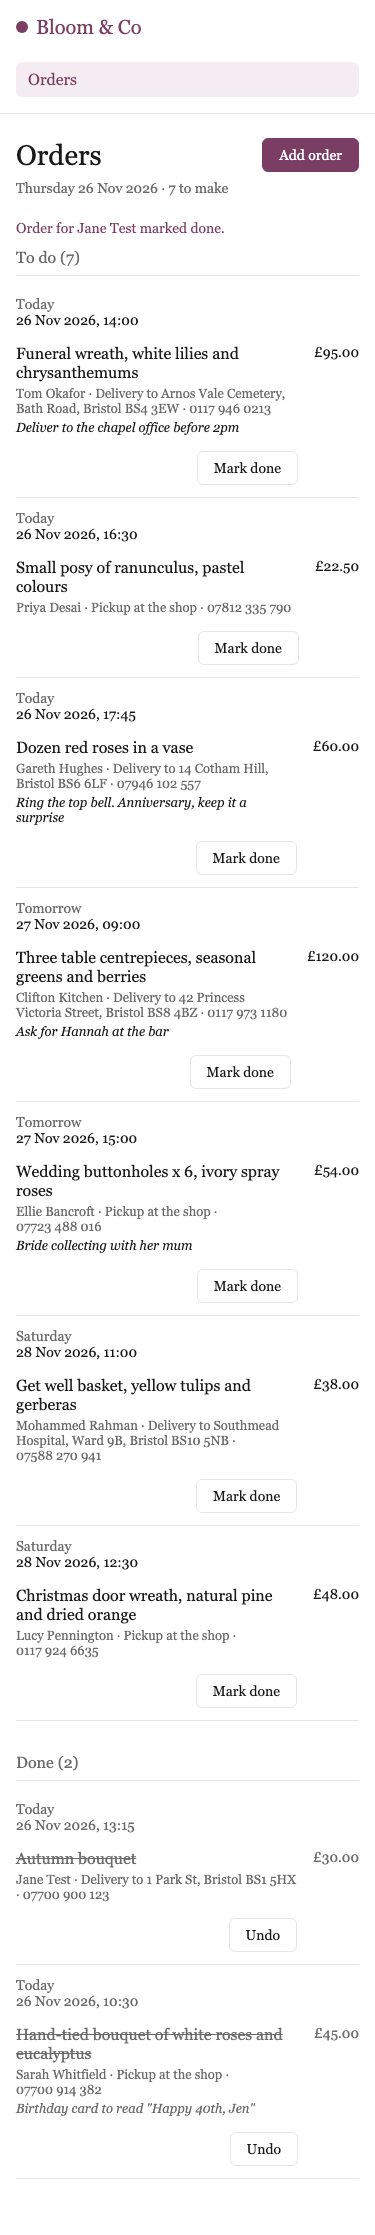 Bloom & Co
Orders
Orders
Add order
Thursday 26 Nov 2026 · 7 to make
Order for Jane Test marked done.
To do (7)
Today
26 Nov 2026, 14:00
Funeral wreath, white lilies and
chrysanthemums
£95.00
Tom Okafor · Delivery to Arnos Vale Cemetery,
Bath Road, Bristol BS4 3EW · 0117 946 0213
Deliver to the chapel office before 2pm
Mark done
Today
26 Nov 2026, 16:30
Small posy of ranunculus, pastel
colours
£22.50
Priya Desai · Pickup at the shop · 07812 335 790
Mark done
Today
26 Nov 2026, 17:45
Dozen red roses in a vase
£60.00
Gareth Hughes · Delivery to 14 Cotham Hill,
Bristol BS6 6LF · 07946 102 557
Ring the top bell. Anniversary, keep it a
surprise
Mark done
Tomorrow
27 Nov 2026, 09:00
Three table centrepieces, seasonal
greens and berries
£120.00
Clifton Kitchen · Delivery to 42 Princess
Victoria Street, Bristol BS8 4BZ · 0117 973 1180
Ask for Hannah at the bar
Mark done
Tomorrow
27 Nov 2026, 15:00
Wedding buttonholes x 6, ivory spray
roses
£54.00
Ellie Bancroft · Pickup at the shop ·
07723 488 016
Bride collecting with her mum
Mark done
Saturday
28 Nov 2026, 11:00
Get well basket, yellow tulips and
gerberas
£38.00
Mohammed Rahman · Delivery to Southmead
Hospital, Ward 9B, Bristol BS10 5NB ·
07588 270 941
Mark done
Saturday
28 Nov 2026, 12:30
Christmas door wreath, natural pine
and dried orange
£48.00
Lucy Pennington · Pickup at the shop ·
0117 924 6635
Mark done
Done (2)
Today
26 Nov 2026, 13:15
Autumn bouquet
£30.00
Jane Test · Delivery to 1 Park St, Bristol BS1 5HX
· 07700 900 123
Undo
Today
26 Nov 2026, 10:30
Hand-tied bouquet of white roses and
eucalyptus
£45.00
Sarah Whitfield · Pickup at the shop ·
07700 914 382
Birthday card to read "Happy 40th, Jen"
Undo